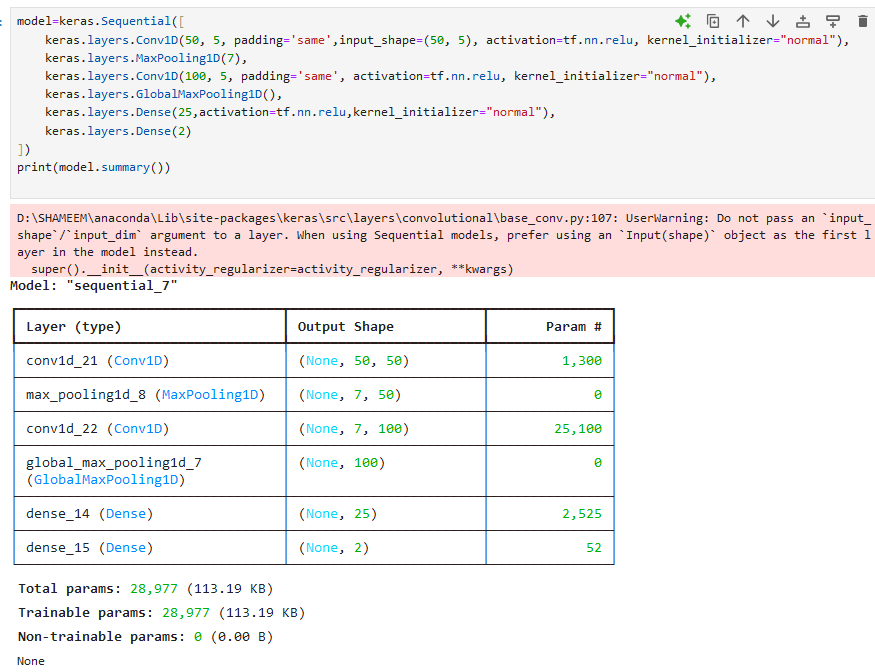 model=keras.Sequential([
    keras.layers.Conv1D(50, 5, padding='same',input_shape=(50, 5), activation=tf.nn.relu, kernel_initializer="normal"),
    keras.layers.MaxPooling1D(7),
    keras.layers.Conv1D(100, 5, padding='same', activation=tf.nn.relu, kernel_initializer="normal"),
    keras.layers.GlobalMaxPooling1D(),
    keras.layers.Dense(25,activation=tf.nn.relu,kernel_initializer="normal"),
    keras.layers.Dense(2)
])
print(model.summary())
D:\SHAMEEM\anaconda\Lib\site-packages\keras\src\layers\convolutional\base_conv.py:107: UserWarning: Do not pass an `input_
shape`/`input_dim` argument to a layer. When using Sequential models, prefer using an `Input(shape)` object as the first l
ayer in the model instead.
  super().__init__(activity_regularizer=activity_regularizer, **kwargs)
Model: "sequential_7"
Layer (type) Output Shape Param #
conv1d_21 (Conv1D) (None, 50, 50) 1,300
max_pooling1d_8 (MaxPooling1D) (None, 7, 50) 0
conv1d_22 (Conv1D) (None, 7, 100) 25,100
global_max_pooling1d_7 (None, 100) 0
(GlobalMaxPooling1D)
dense_14 (Dense) (None, 25) 2,525
dense_15 (Dense) (None, 2) 52
Total params: 28,977 (113.19 KB)
Trainable params: 28,977 (113.19 KB)
Non-trainable params: 0 (0.00 B)
None